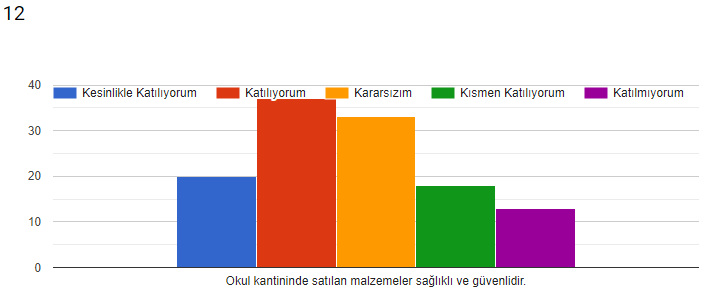 12
40
Kesinlikle Katılıyorum
Katılıyorum
Kararsızım
Kısmen Katılıyorum
Katılmıyorum
30
20
10
0
Okul kantininde satılan malzemeler sağlıklı ve güvenlidir.